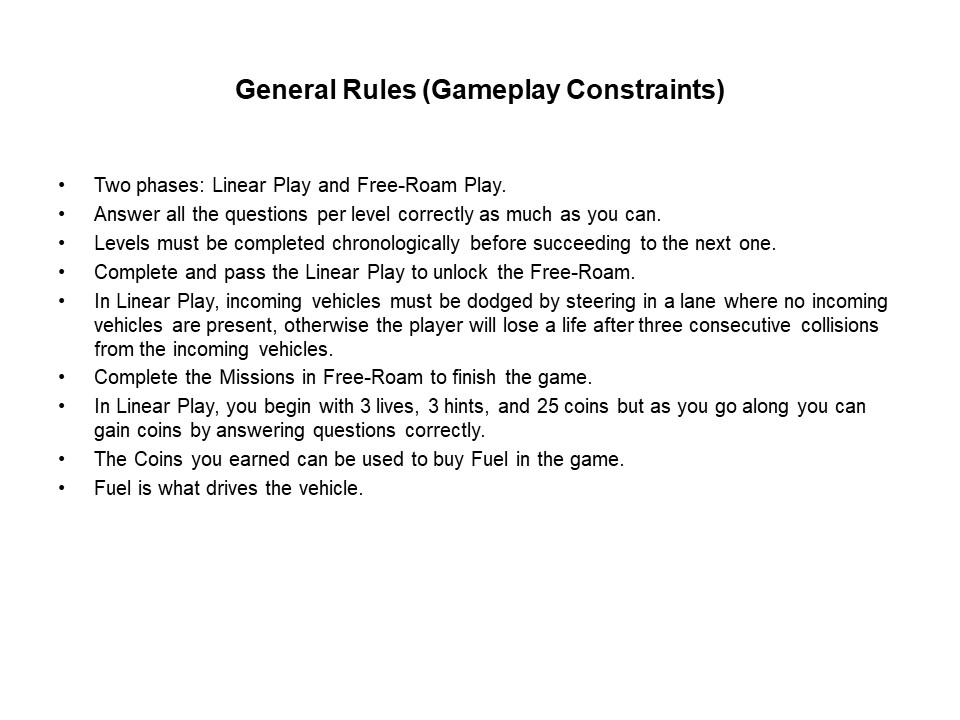 General Rules (Gameplay Constraints)
• Two phases: Linear Play and Free-Roam Play.
• Answer all the questions per level correctly as much as you can.
• Levels must be completed chronologically before succeeding to the next one.
• Complete and pass the Linear Play to unlock the Free-Roam.
• In Linear Play, incoming vehicles must be dodged by steering in a lane where no incoming
vehicles are present, otherwise the player will lose a life after three consecutive collisions
from the incoming vehicles.
• Complete the Missions in Free-Roam to finish the game.
• In Linear Play, you begin with 3 lives, 3 hints, and 25 coins but as you go along you can
gain coins by answering questions correctly.
• The Coins you earned can be used to buy Fuel in the game.
• Fuel is what drives the vehicle.